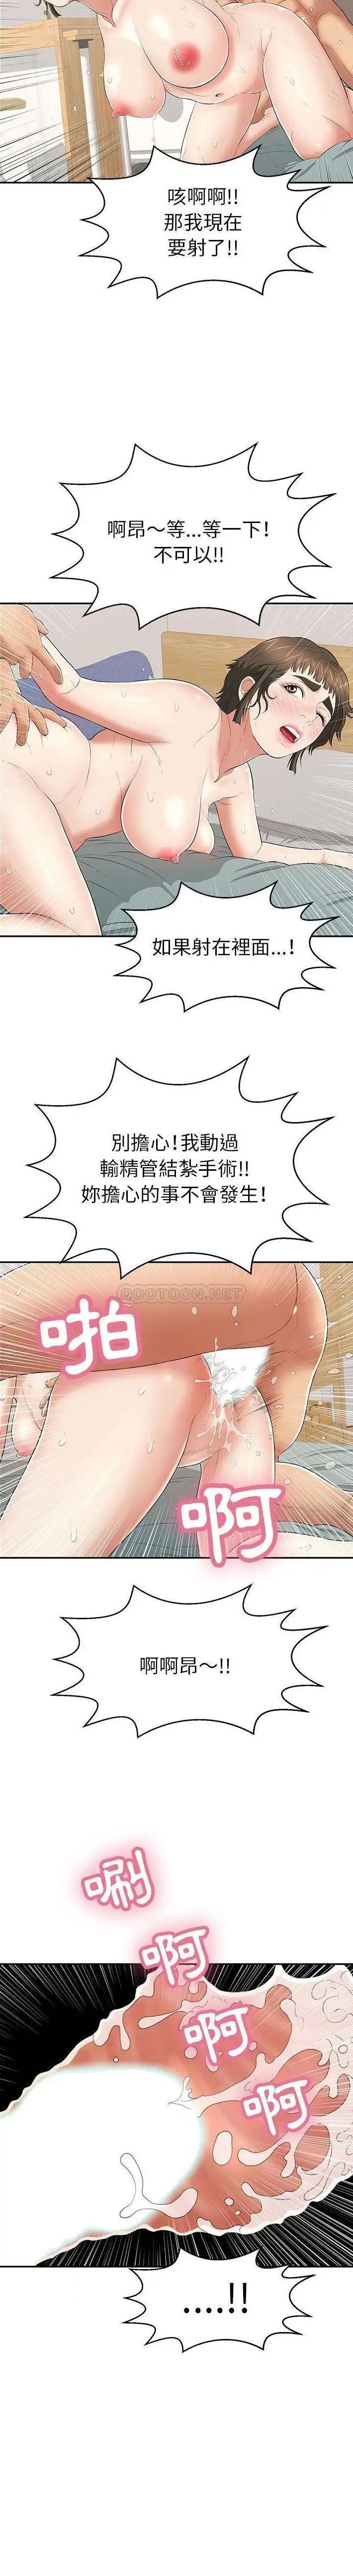 咳啊啊!!
那我現在
要射了!!
啊昂～等...等一下!
不可以!!
如果射在裡面...!
別擔心!我動過
輸精管結紮手術!!
妳擔心的事不會發生!
QOOTOON.NET
啪
啊
啊啊昂～!!
唰
啊
啊
啊
.....!!